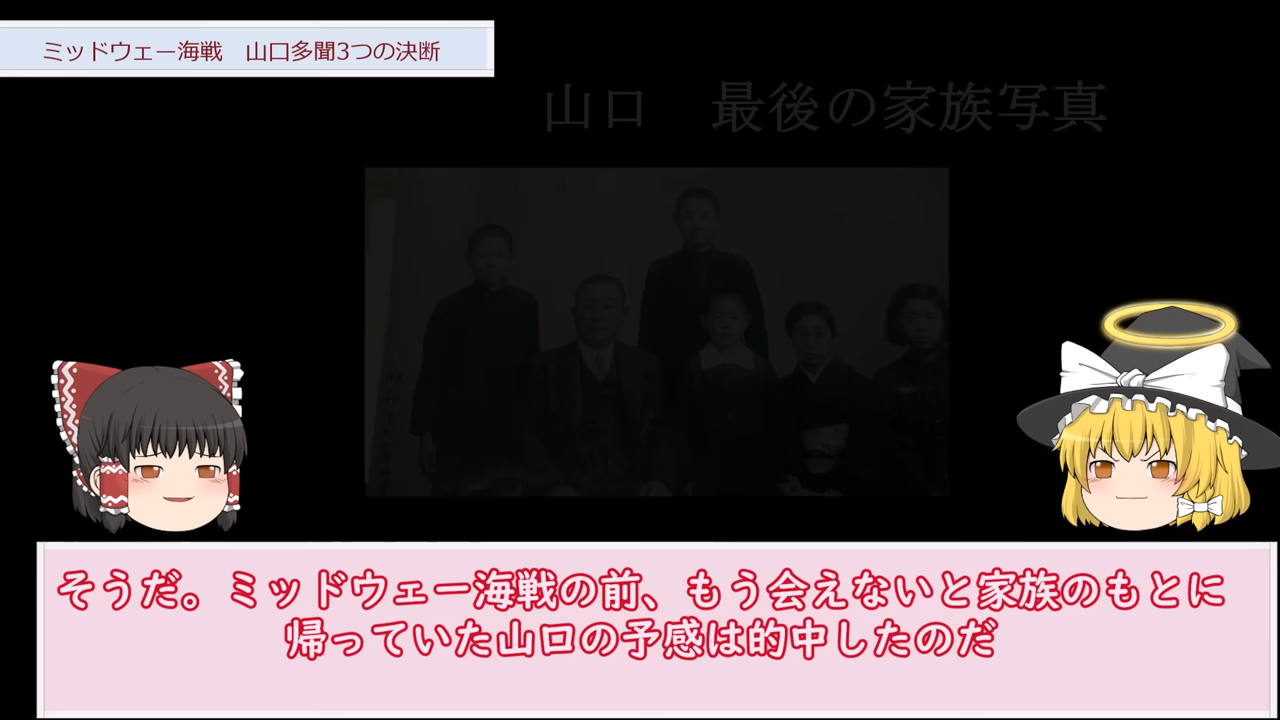 ミッドウェー海戦　山口多聞3つの決断
山口　最後の家族写真
そうだ。ミッドウェー海戦の前、もう会えないと家族のもとに
帰っていた山口の予感は的中したのだ